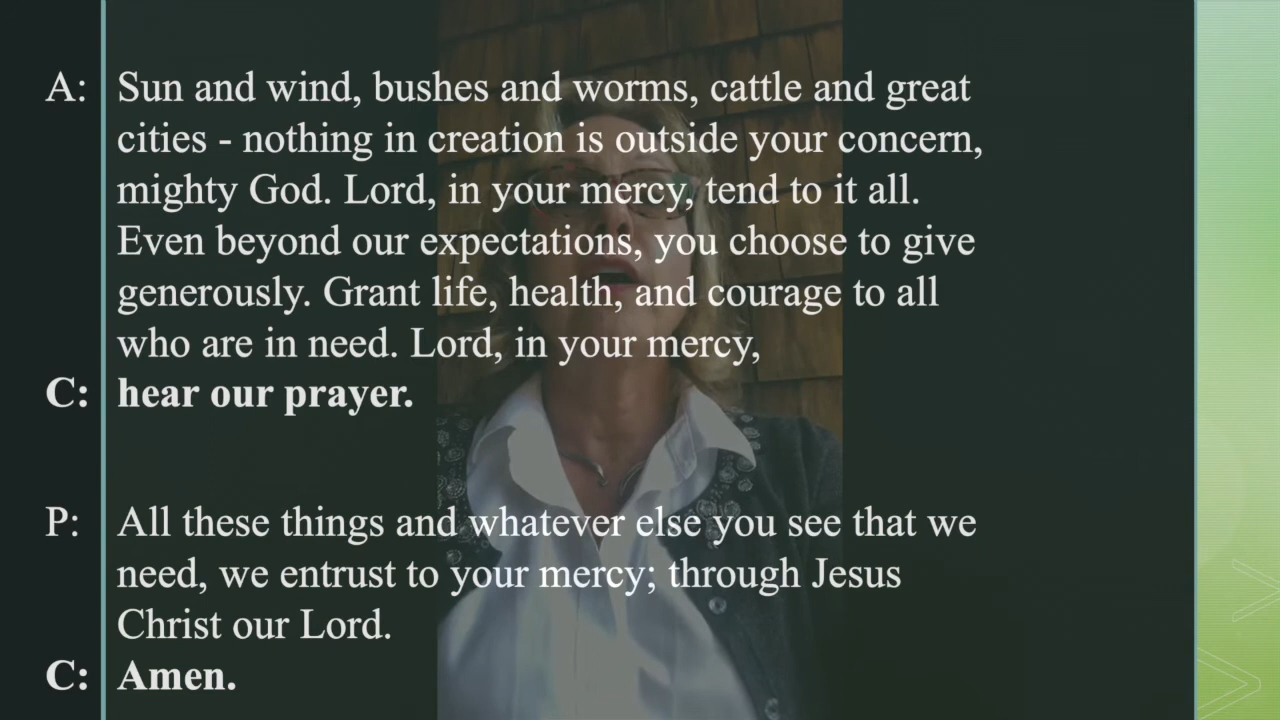 A: Sun and wind, bushes and worms, cattle and great
cities - nothing in creation is outside your concern,
mighty God. Lord, in your mercy, tend to it all.
Even beyond our expectations, you choose to give
generously. Grant life, health, and courage to all
who are in need. Lord, in your mercy,
C: hear our prayer.
P: All these things and whatever else you see that we
need, we entrust to your mercy; through Jesus
Christ our Lord.
C: Amen.